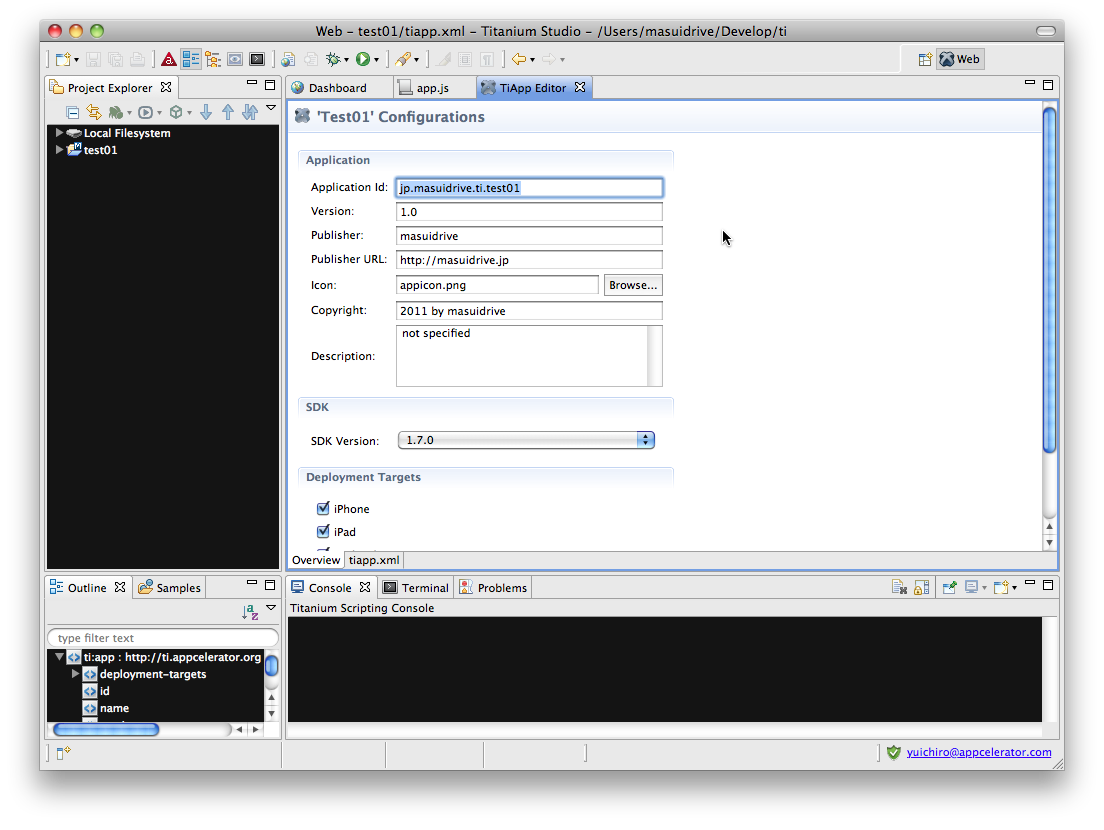 Web – test01/tiapp.xml – Titanium Studio – /Users/masuidrive/Develop/ti
Web
Project Explorer
Dashboard
app.js
TiApp Editor
Local Filesystem
test01
'Test01' Configurations
Application
Application Id: jp.masuidrive.ti.test01
Version: 1.0
Publisher: masuidrive
Publisher URL: http://masuidrive.jp
Icon: appicon.png Browse...
Copyright: 2011 by masuidrive
Description: not specified
SDK
SDK Version: 1.7.0
Deployment Targets
iPhone
iPad
Overview tiapp.xml
Outline Samples
type filter text
ti:app : http://ti.appcelerator.org
deployment-targets
id
name
Console Terminal Problems
Titanium Scripting Console
yuichiro@appcelerator.com